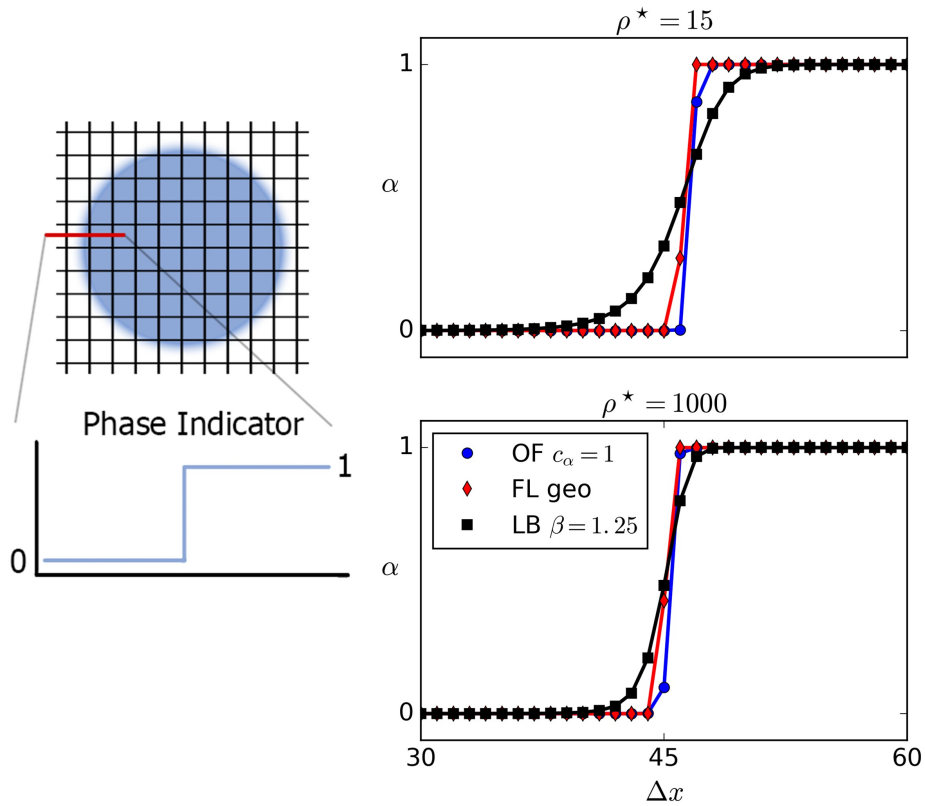 ρ* = 15
1
α
0
Phase Indicator
1
0
ρ* = 1000
1
OF cα = 1
FL geo
LB β = 1.25
α
0
30
45
60
Δx